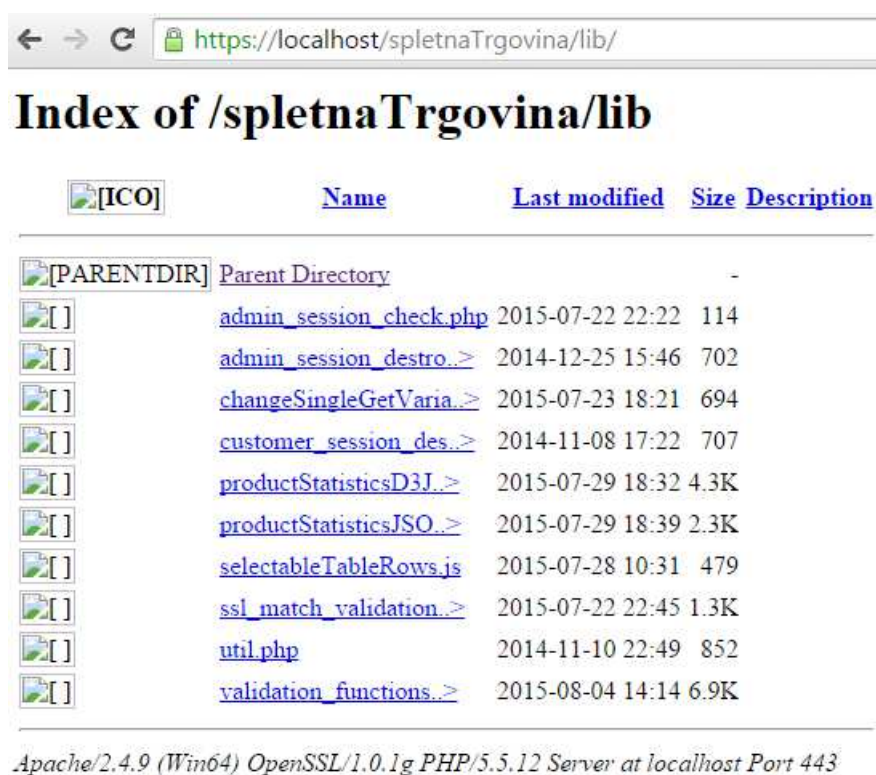 https://localhost/spletnaTrgovina/lib/
Index of /spletnaTrgovina/lib
[ICO] Name Last modified Size Description
[PARENTDIR] Parent Directory -
[ ] admin_session_check.php 2015-07-22 22:22 114
[ ] admin_session_destro..> 2014-12-25 15:46 702
[ ] changeSingleGetVaria..> 2015-07-23 18:21 694
[ ] customer_session_des..> 2014-11-08 17:22 707
[ ] productStatisticsD3J..> 2015-07-29 18:32 4.3K
[ ] productStatisticsJSO..> 2015-07-29 18:39 2.3K
[ ] selectableTableRows.js 2015-07-28 10:31 479
[ ] ssl_match_validation..> 2015-07-22 22:45 1.3K
[ ] util.php 2014-11-10 22:49 852
[ ] validation_functions..> 2015-08-04 14:14 6.9K
Apache/2.4.9 (Win64) OpenSSL/1.0.1g PHP/5.5.12 Server at localhost Port 443